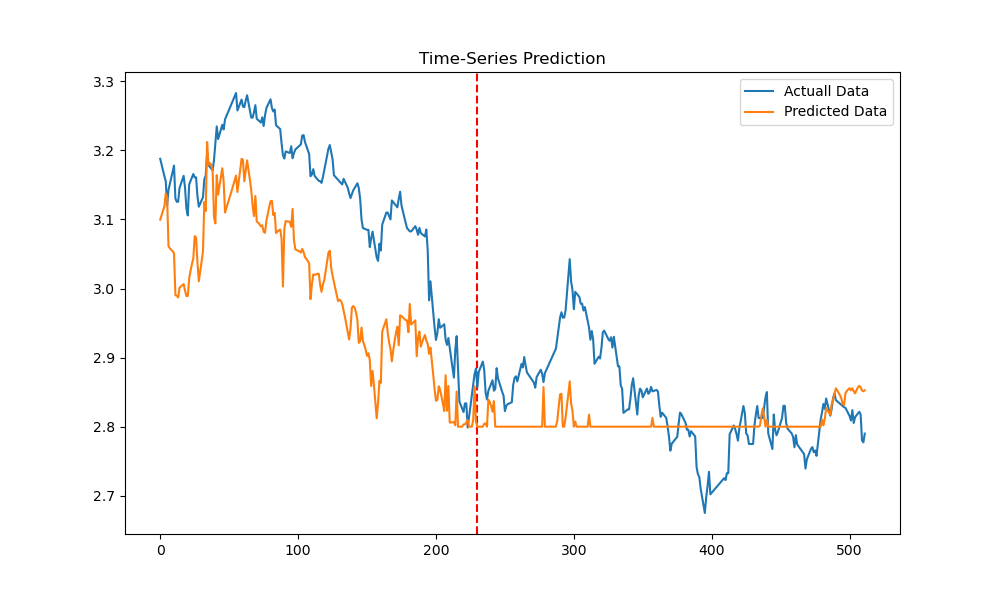 Time-Series Prediction
Actuall Data
Predicted Data
3.3
3.2
3.1
3.0
2.9
2.8
2.7
0 100 200 300 400 500